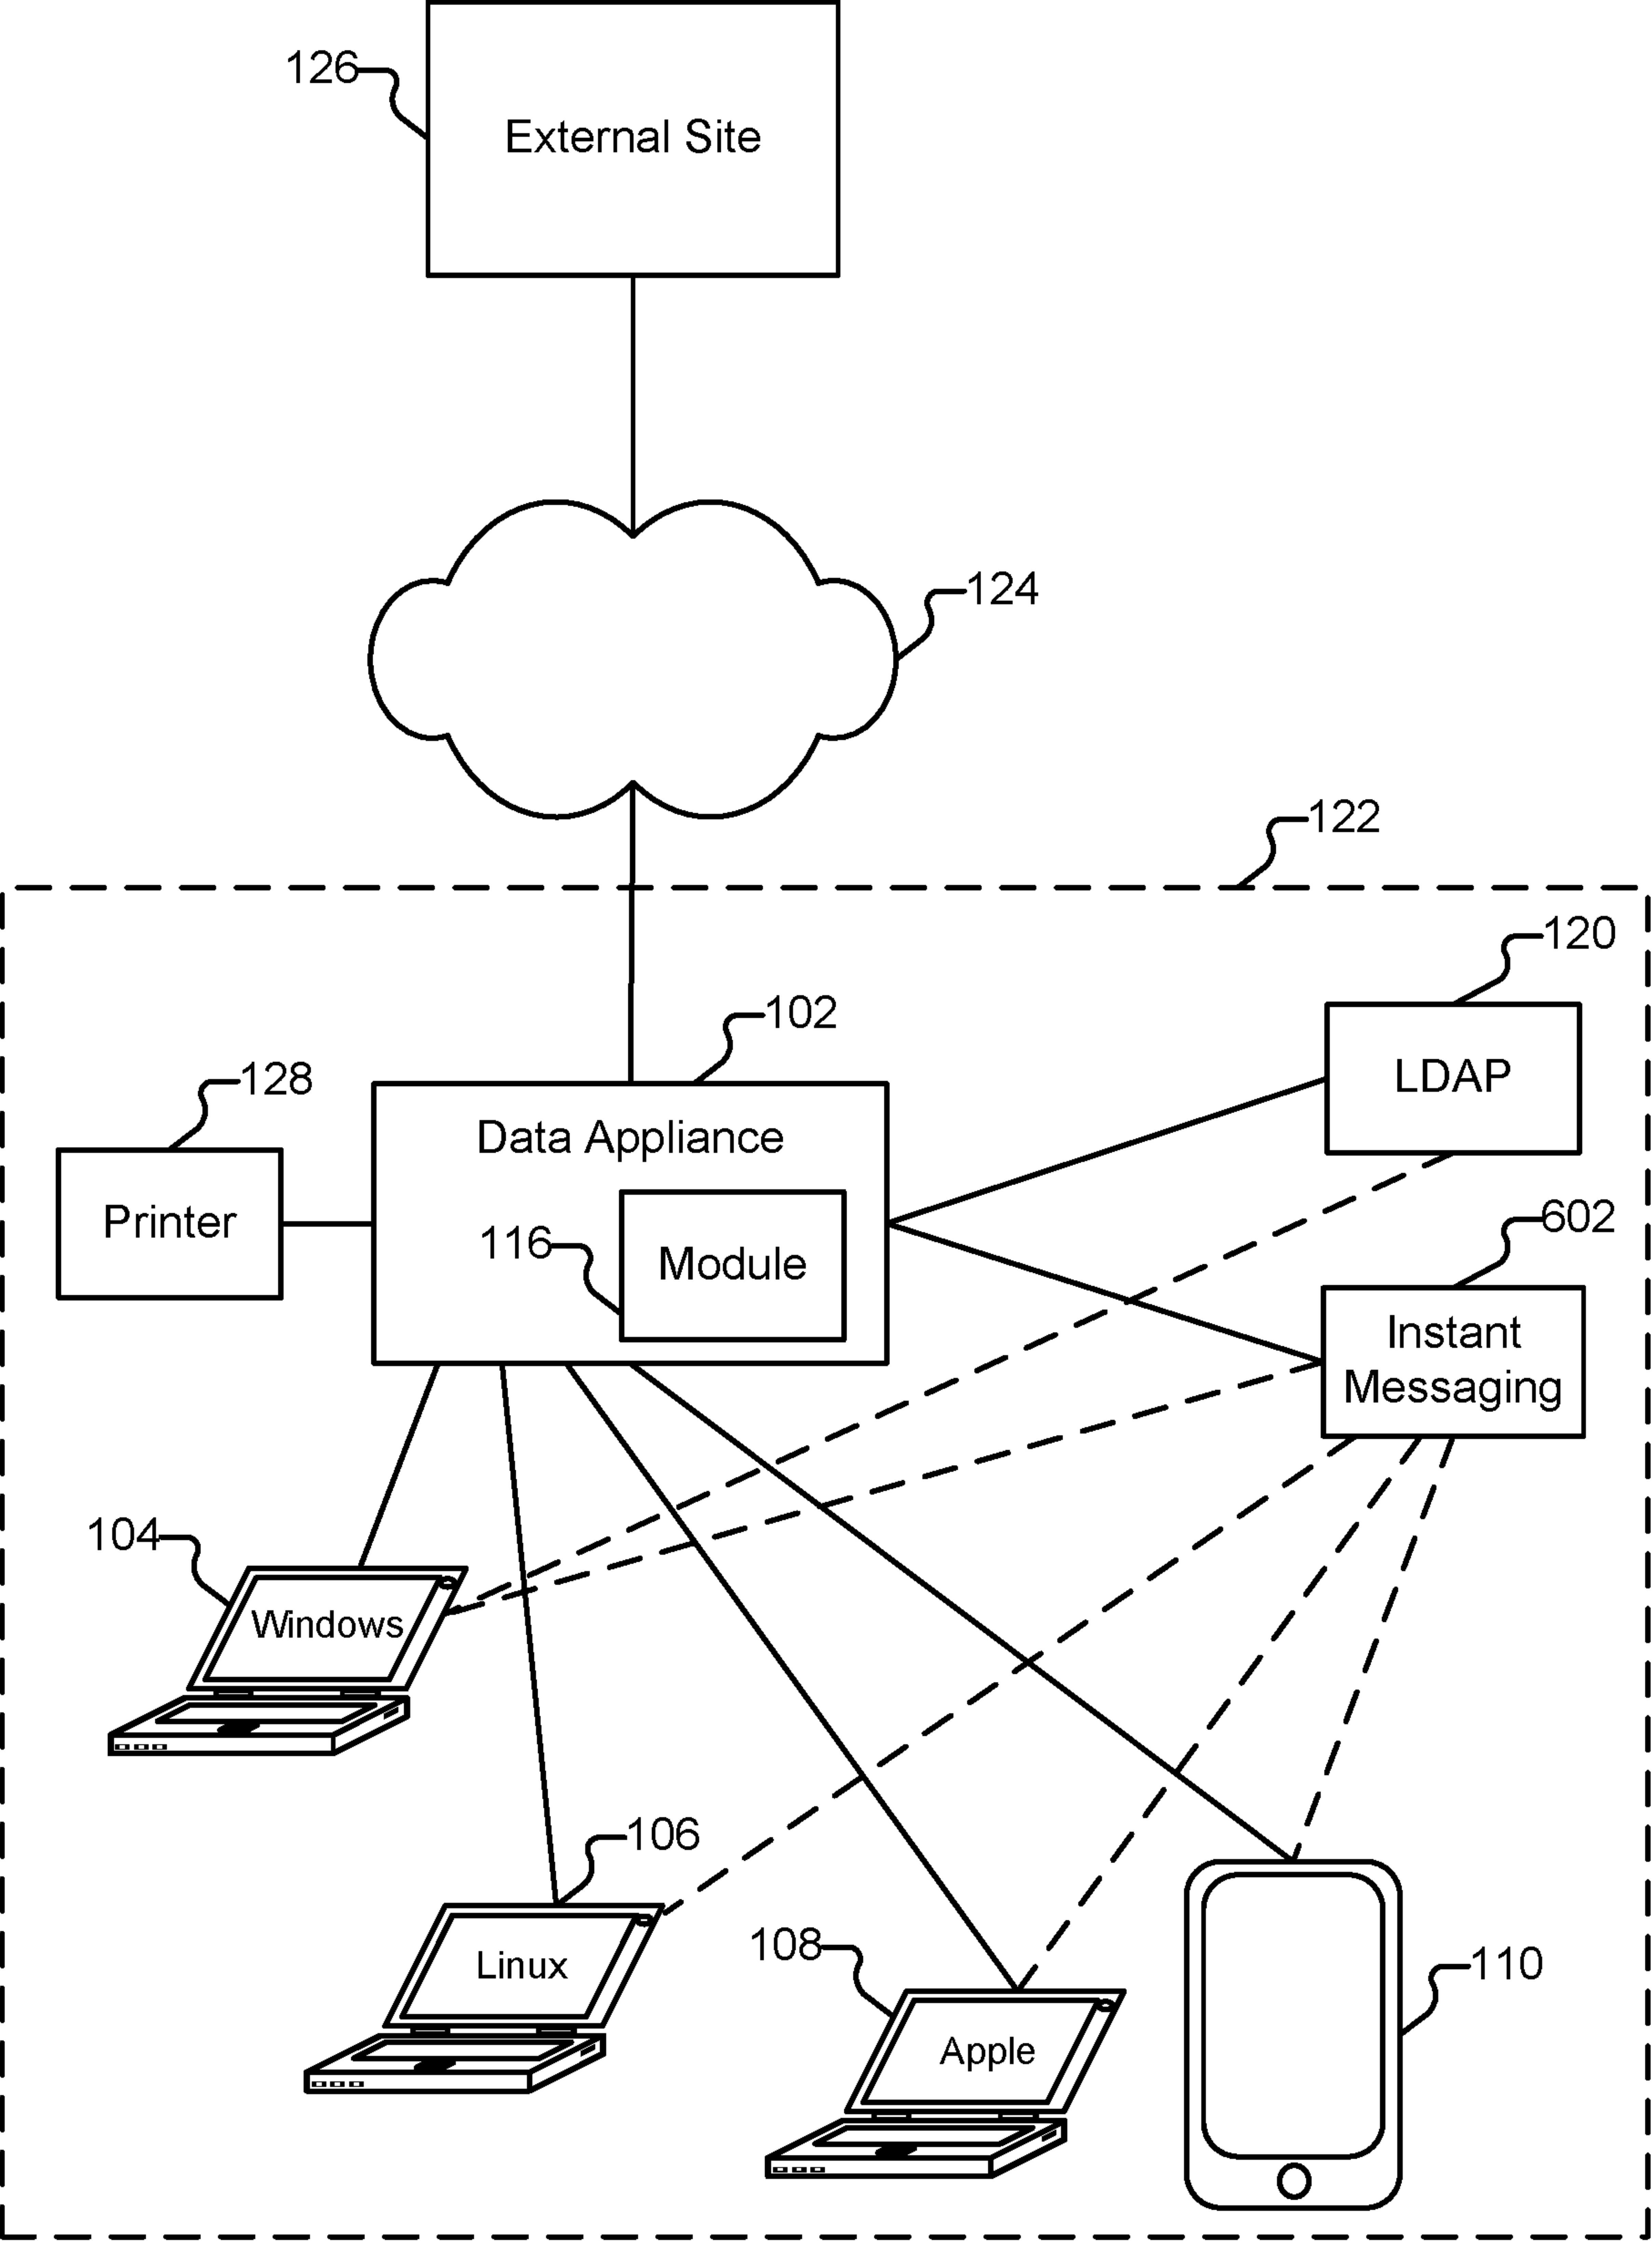 126
External Site
124
122
120
102
LDAP
128
Data Appliance
602
Printer
116
Module
Instant
Messaging
104
Windows
106
Linux
108
110
Apple